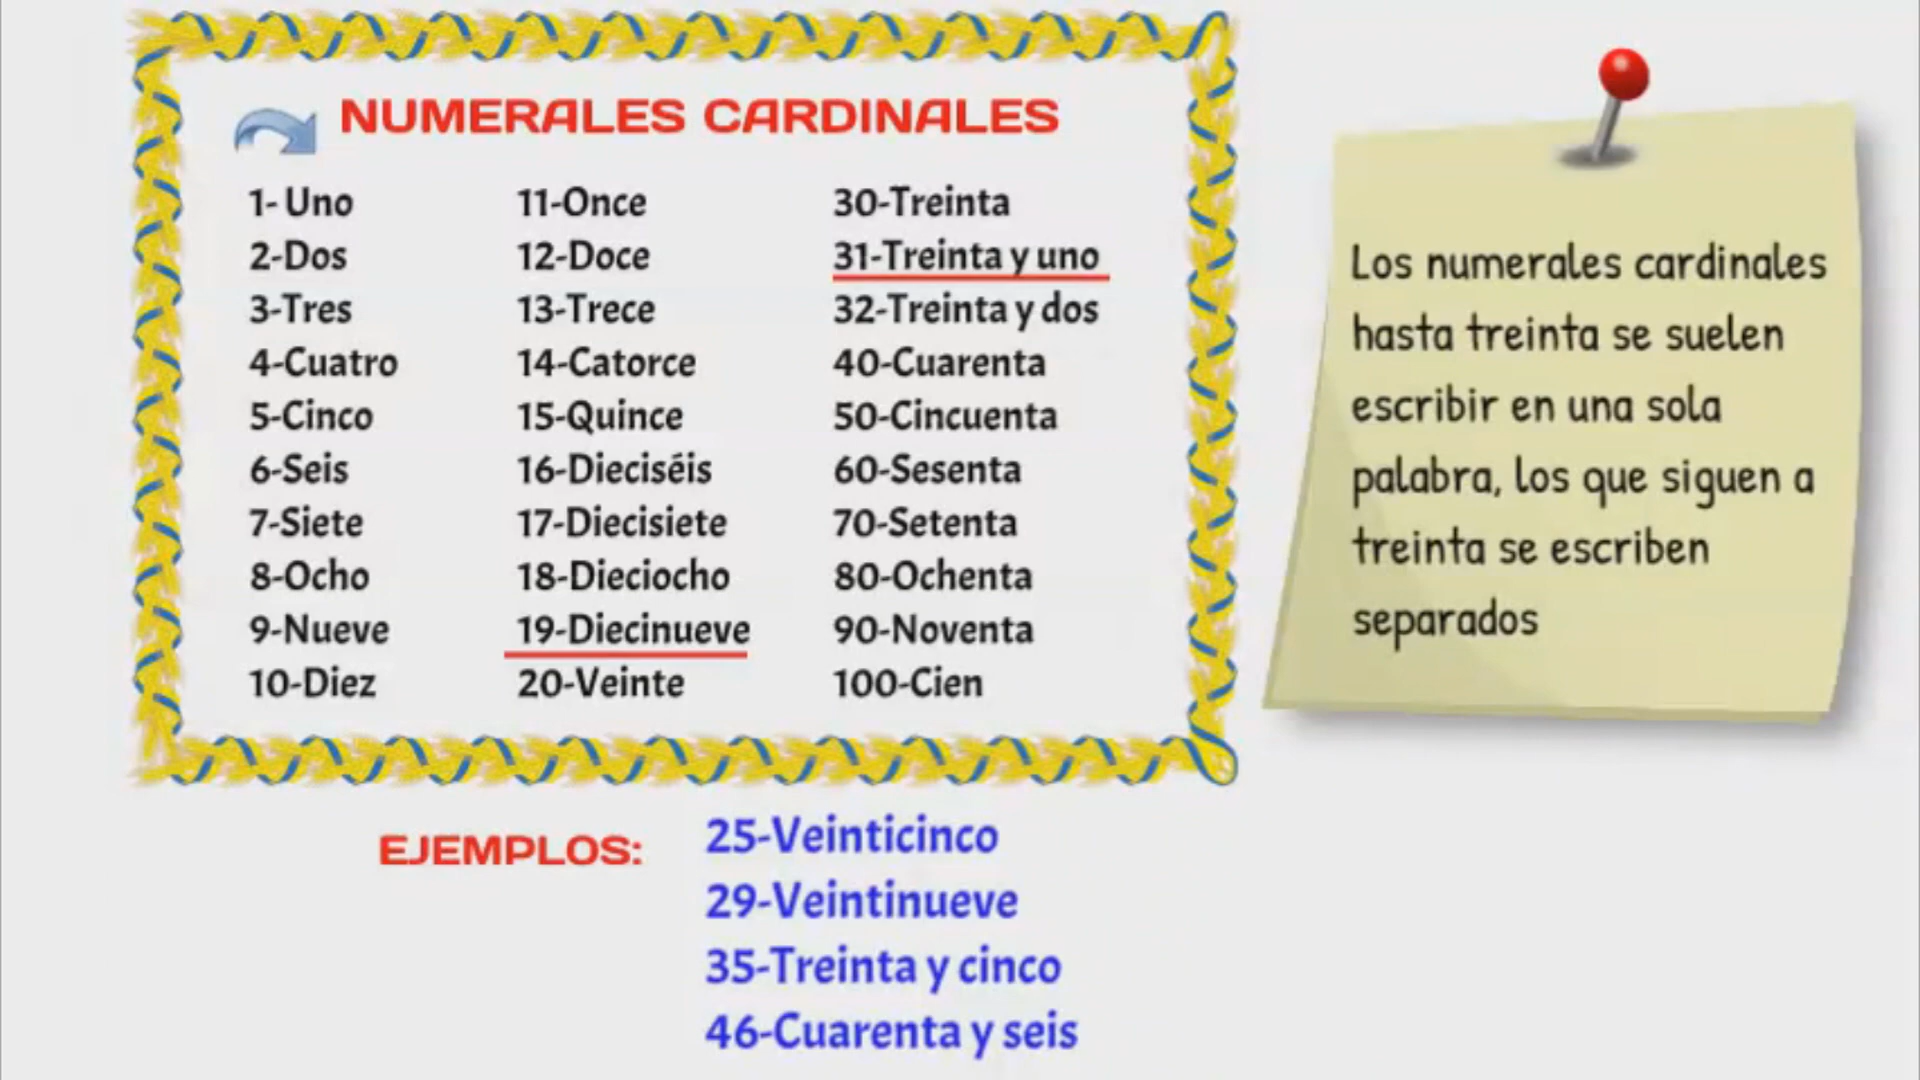 NUMERALES CARDINALES
1- Uno
2-Dos
3-Tres
4-Cuatro
5-Cinco
6-Seis
7-Siete
8-Ocho
9-Nueve
10-Diez
11-Once
12-Doce
13-Trece
14-Catorce
15-Quince
16-Dieciséis
17-Diecisiete
18-Dieciocho
19-Diecinueve
20-Veinte
30-Treinta
31-Treinta y uno
32-Treinta y dos
40-Cuarenta
50-Cincuenta
60-Sesenta
70-Setenta
80-Ochenta
90-Noventa
100-Cien
Los numerales cardinales
hasta treinta se suelen
escribir en una sola
palabra, los que siguen a
treinta se escriben
separados
EJEMPLOS:
25-Veinticinco
29-Veintinueve
35-Treinta y cinco
46-Cuarenta y seis